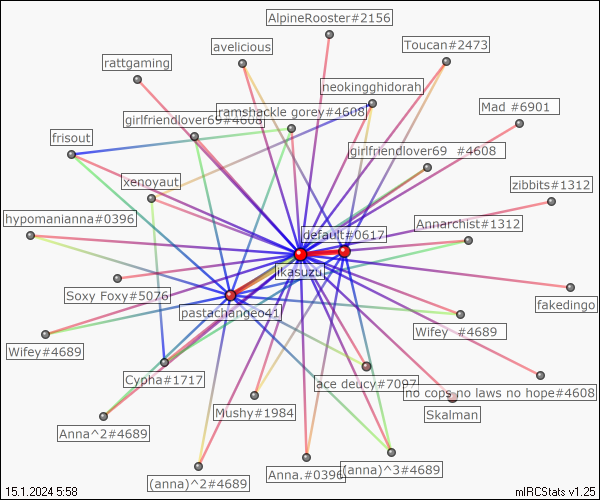 AlpineRooster#2156
avelicious
Toucan#2473
rattgaming
neokingghidorah
Mad #6901
ramshackle gorey#4608
girlfriendlover69#4608
frisout
girlfriendlover69 #4608
xenoyaut
zibbits#1312
hypomanianna#0396
Annarchist#1312
default#0617
ikasuzu
Soxy Foxy#5076
fakedingo
pastachangeo41
Wifey #4689
Wifey#4689
Cypha#1717
ace deucy#7097
no cops no laws no hope#4608
Mushy#1984
Skalman
Anna^2#4689
Anna.#0396
(anna)^3#4689
(anna)^2#4689
15.1.2024 5:58
mIRCStats v1.25